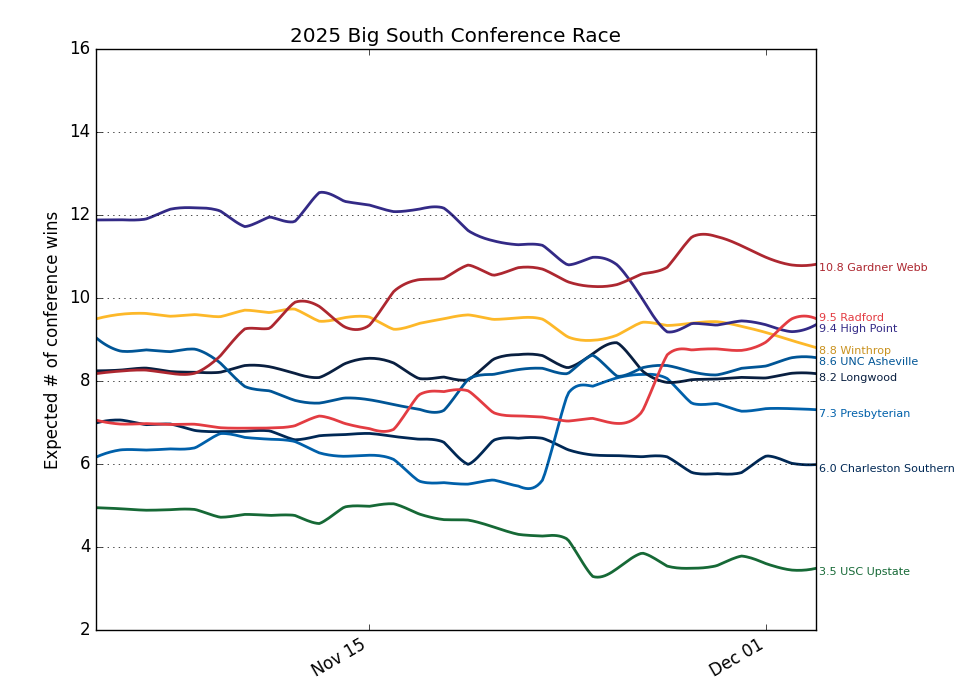 2025 Big South Conference Race
Expected # of conference wins
16
14
12
10
8
6
4
2
Nov 15
Dec 01
10.8 Gardner Webb
9.5 Radford
9.4 High Point
8.8 Winthrop
8.6 UNC Asheville
8.2 Longwood
7.3 Presbyterian
6.0 Charleston Southern
3.5 USC Upstate